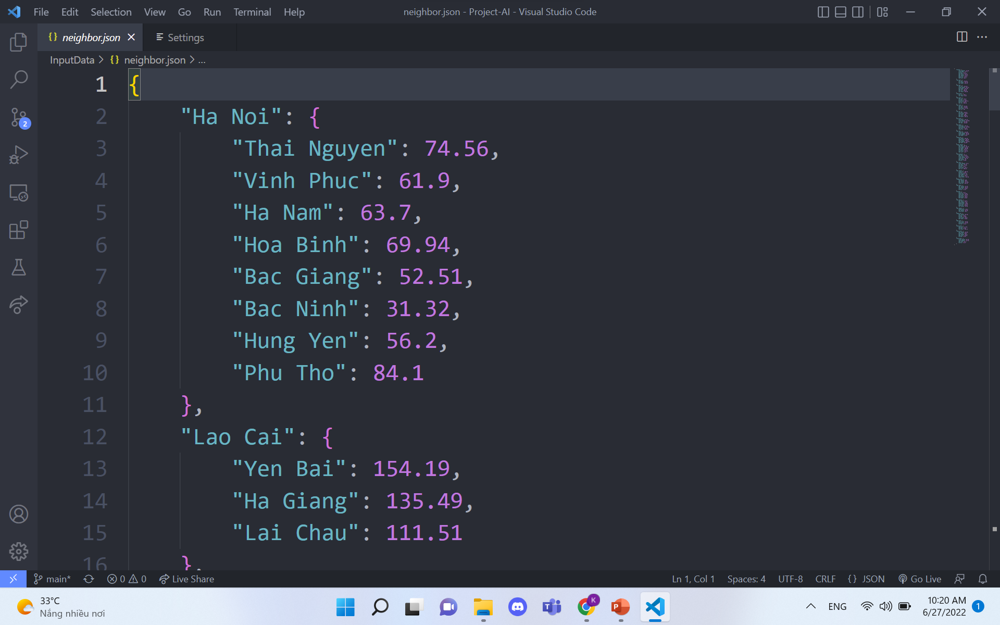 File Edit Selection View Go Run Terminal Help neighbor.json - Project-AI - Visual Studio Code
{} neighbor.json Settings
InputData > {} neighbor.json > ...
1 {
2 "Ha Noi": {
3 "Thai Nguyen": 74.56,
4 "Vinh Phuc": 61.9,
5 "Ha Nam": 63.7,
6 "Hoa Binh": 69.94,
7 "Bac Giang": 52.51,
8 "Bac Ninh": 31.32,
9 "Hung Yen": 56.2,
10 "Phu Tho": 84.1
11 },
12 "Lao Cai": {
13 "Yen Bai": 154.19,
14 "Ha Giang": 135.49,
15 "Lai Chau": 111.51
16 },
2
main* 0 0 Live Share Ln 1, Col 1 Spaces: 4 UTF-8 CRLF {} JSON Go Live
33°C
Nắng nhiều nơi
K
T
P
ENG
10:20 AM
6/27/2022
1